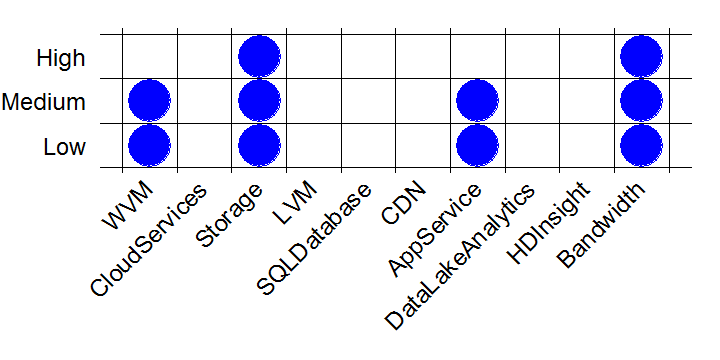 High
Medium
Low
WVM
CloudServices
Storage
LVM
SQLDatabase
CDN
AppService
DataLakeAnalytics
HDInsight
Bandwidth